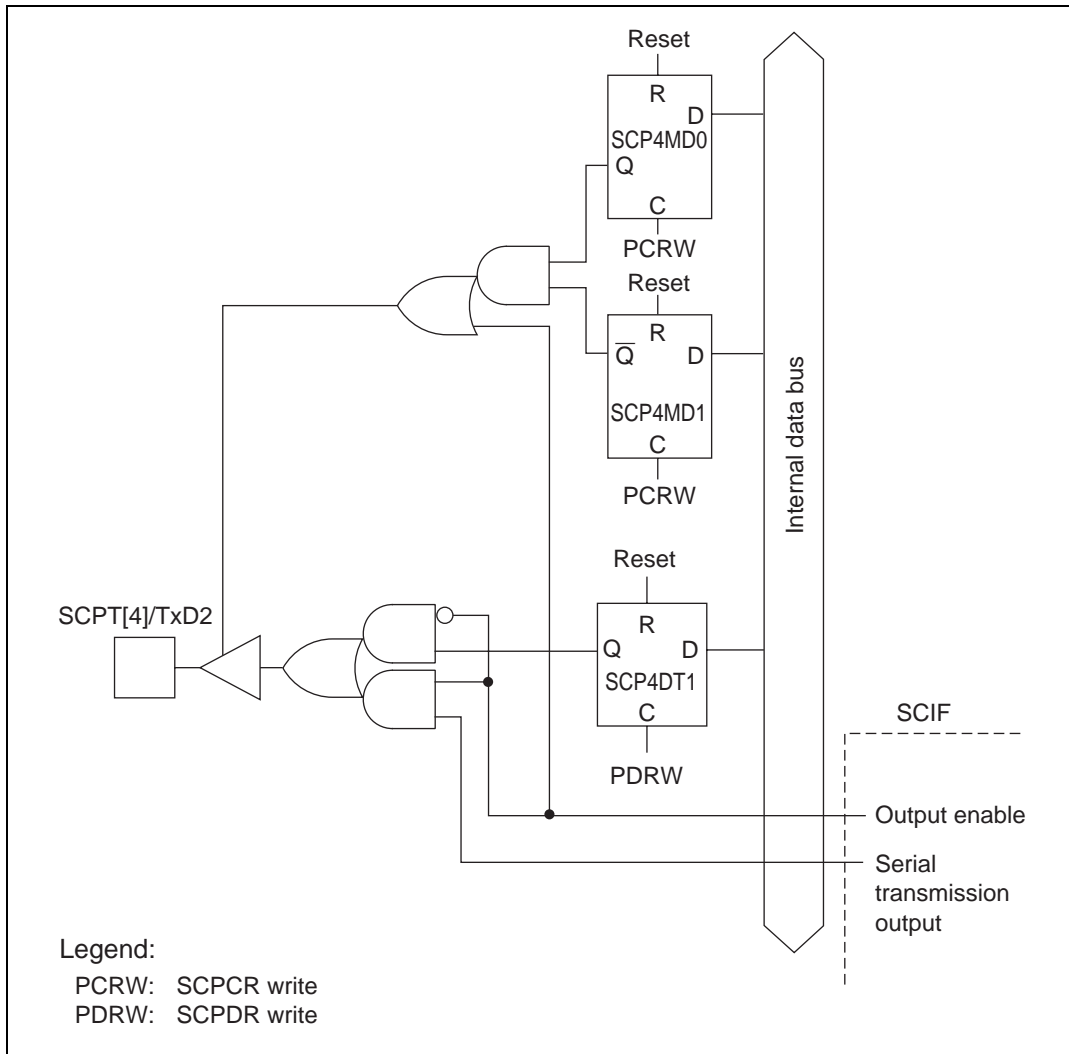 Reset
R
D
SCP4MD0
Q
C
PCRW
Reset
R
Q̅
D
SCP4MD1
C
PCRW
Internal data bus
Reset
R
Q
D
SCP4DT1
C
PDRW
SCPT[4]/TxD2
SCIF
Output enable
Serial
transmission
output
Legend:
PCRW: SCPCR write
PDRW: SCPDR write